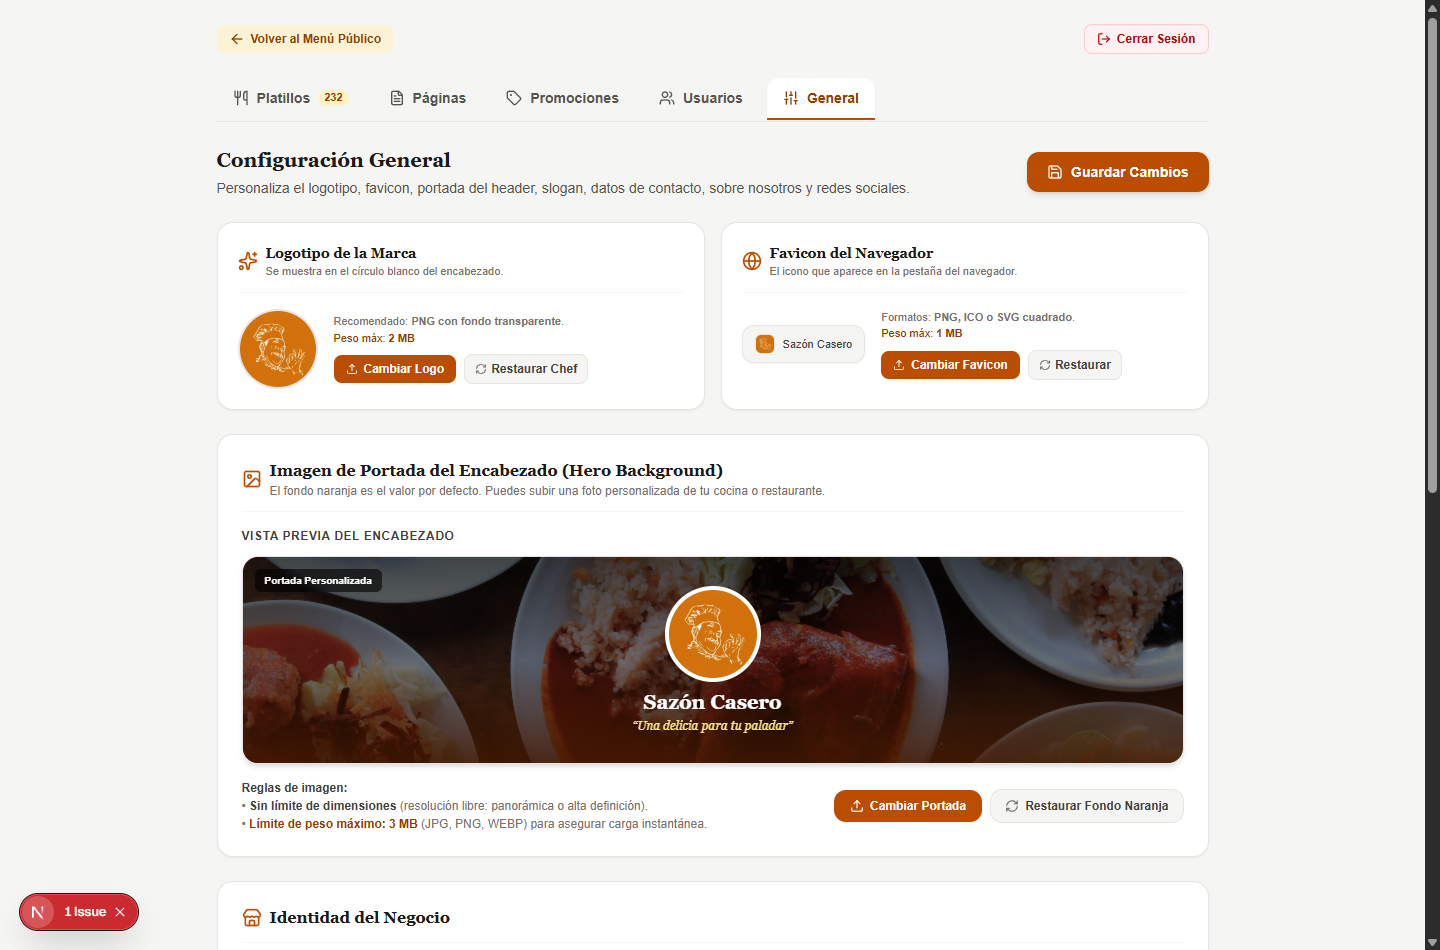 Volver al Menú Público
Cerrar Sesión
Platillos 232
Páginas
Promociones
Usuarios
General
Configuración General
Personaliza el logotipo, favicon, portada del header, slogan, datos de contacto, sobre nosotros y redes sociales.
Guardar Cambios
Logotipo de la Marca
Se muestra en el círculo blanco del encabezado.
Recomendado: PNG con fondo transparente.
Peso máx: 2 MB
Cambiar Logo
Restaurar Chef
Favicon del Navegador
El icono que aparece en la pestaña del navegador.
Sazón Casero
Formatos: PNG, ICO o SVG cuadrado.
Peso máx: 1 MB
Cambiar Favicon
Restaurar
Imagen de Portada del Encabezado (Hero Background)
El fondo naranja es el valor por defecto. Puedes subir una foto personalizada de tu cocina o restaurante.
VISTA PREVIA DEL ENCABEZADO
Portada Personalizada
Sazón Casero
“Una delicia para tu paladar”
Reglas de imagen:
• Sin límite de dimensiones (resolución libre: panorámica o alta definición).
• Límite de peso máximo: 3 MB (JPG, PNG, WEBP) para asegurar carga instantánea.
Cambiar Portada
Restaurar Fondo Naranja
Identidad del Negocio
N 1 Issue